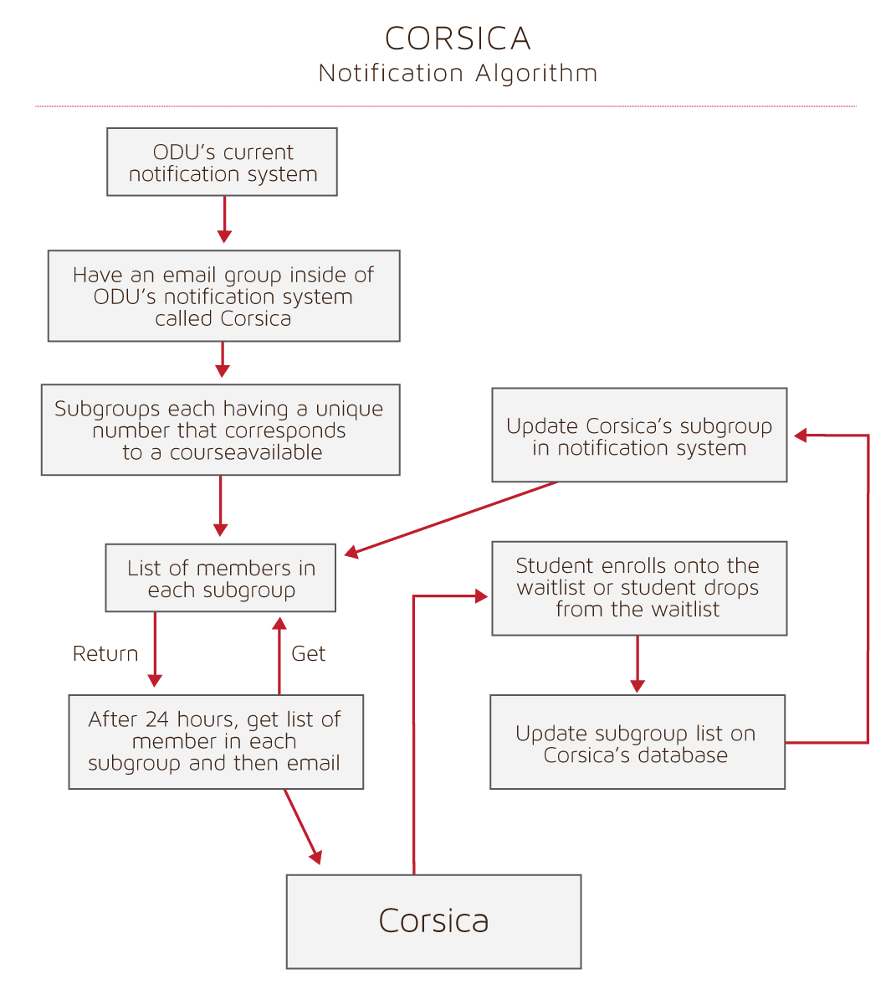 CORSICA
Notification Algorithm
ODU's current
notification system
Have an email group inside of
ODU's notification system
called Corsica
Subgroups each having a unique
number that corresponds
to a courseavailable
Update Corsica's subgroup
in notification system
List of members in
each subgroup
Student enrolls onto the
waitlist or student drops
from the waitlist
Return
Get
After 24 hours, get list of
member in each
subgroup and then email
Update subgroup list on
Corsica's database
Corsica